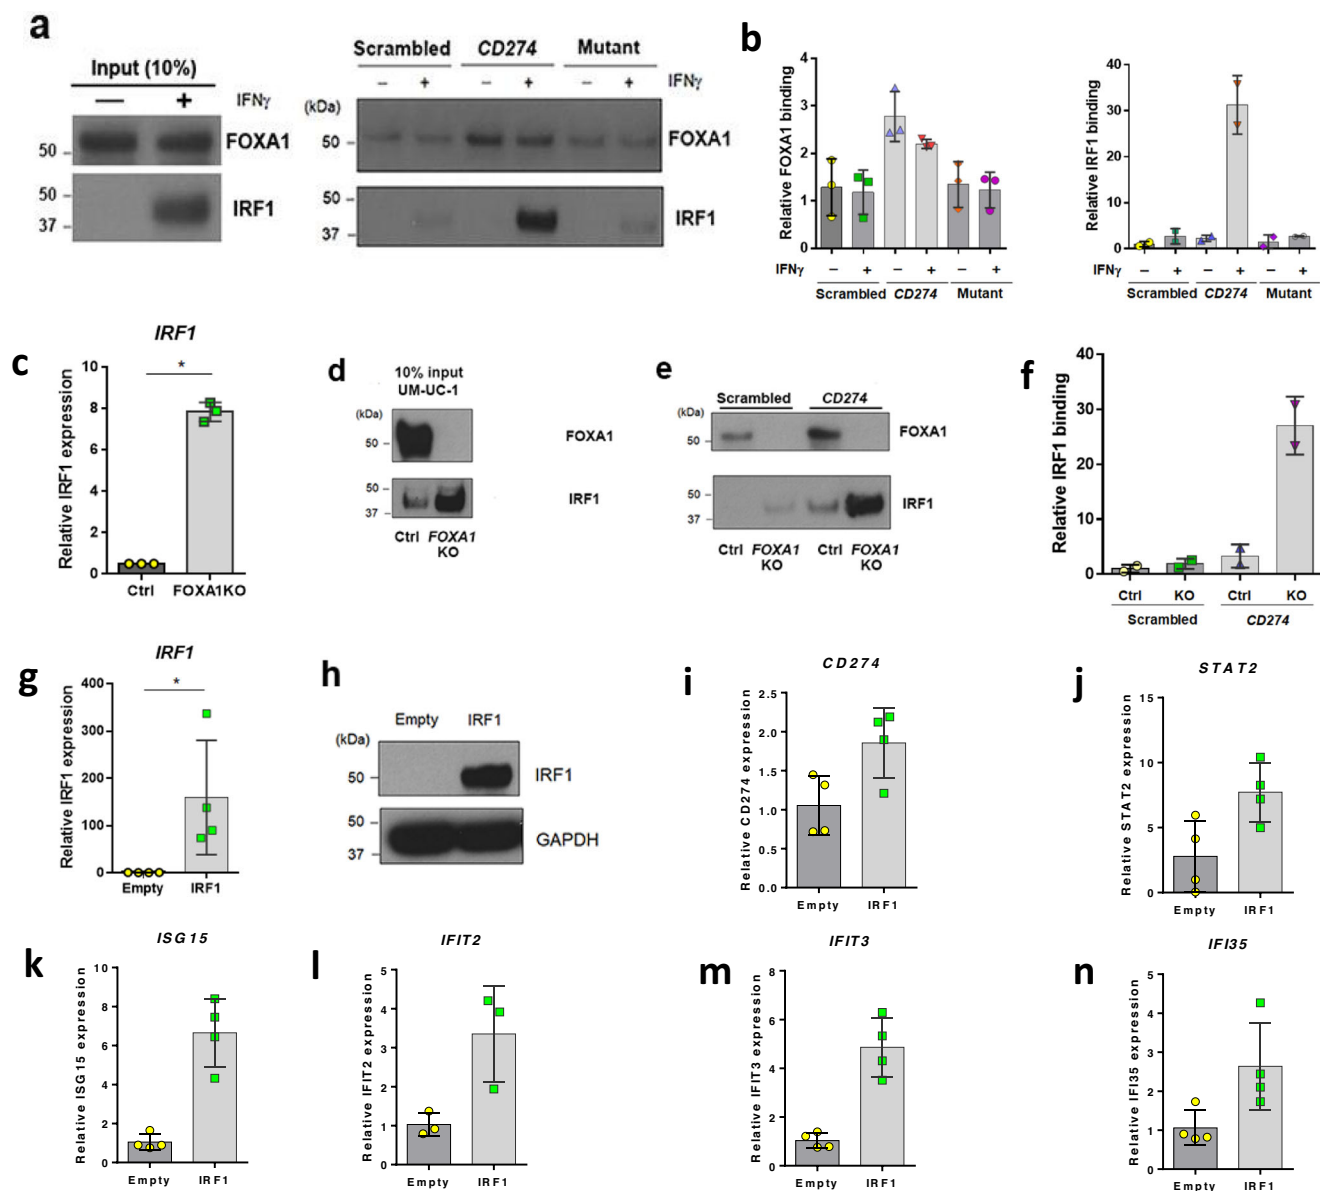 a
Input (10%)
— + IFNγ
50
FOXA1
50
37
IRF1
Scrambled CD274 Mutant
− + − + − + IFNγ
(kDa)
50
FOXA1
50
37
IRF1
b
Relative FOXA1 binding
4
3
2
1
0
IFNγ − + − + − +
Scrambled CD274 Mutant
Relative IRF1 binding
40
30
20
10
0
IFNγ − + − + − +
Scrambled CD274 Mutant
c
IRF1
*
Relative IRF1 expression
10
8
6
4
2
0
Ctrl FOXA1KO
d
10% input
UM-UC-1
(kDa)
50
FOXA1
50
37
IRF1
Ctrl FOXA1
KO
e
Scrambled CD274
(kDa)
50
FOXA1
50
37
IRF1
Ctrl FOXA1 Ctrl FOXA1
KO KO
f
Relative IRF1 binding
40
30
20
10
0
Ctrl KO Ctrl KO
Scrambled CD274
g
IRF1
*
Relative IRF1 expression
400
300
200
100
0
Empty IRF1
h
Empty IRF1
(kDa)
50
IRF1
50
37
GAPDH
i
CD274
Relative CD274 expression
2.5
2.0
1.5
1.0
0.5
0.0
Empty IRF1
j
STAT2
Relative STAT2 expression
15
10
5
0
Empty IRF1
k
ISG15
Relative ISG15 expression
10
8
6
4
2
0
Empty IRF1
l
IFIT2
Relative IFIT2 expression
5
4
3
2
1
0
Empty IRF1
m
IFIT3
Relative IFIT3 expression
8
6
4
2
0
Empty IRF1
n
IFI35
Relative IFI35 expression
5
4
3
2
1
0
Empty IRF1